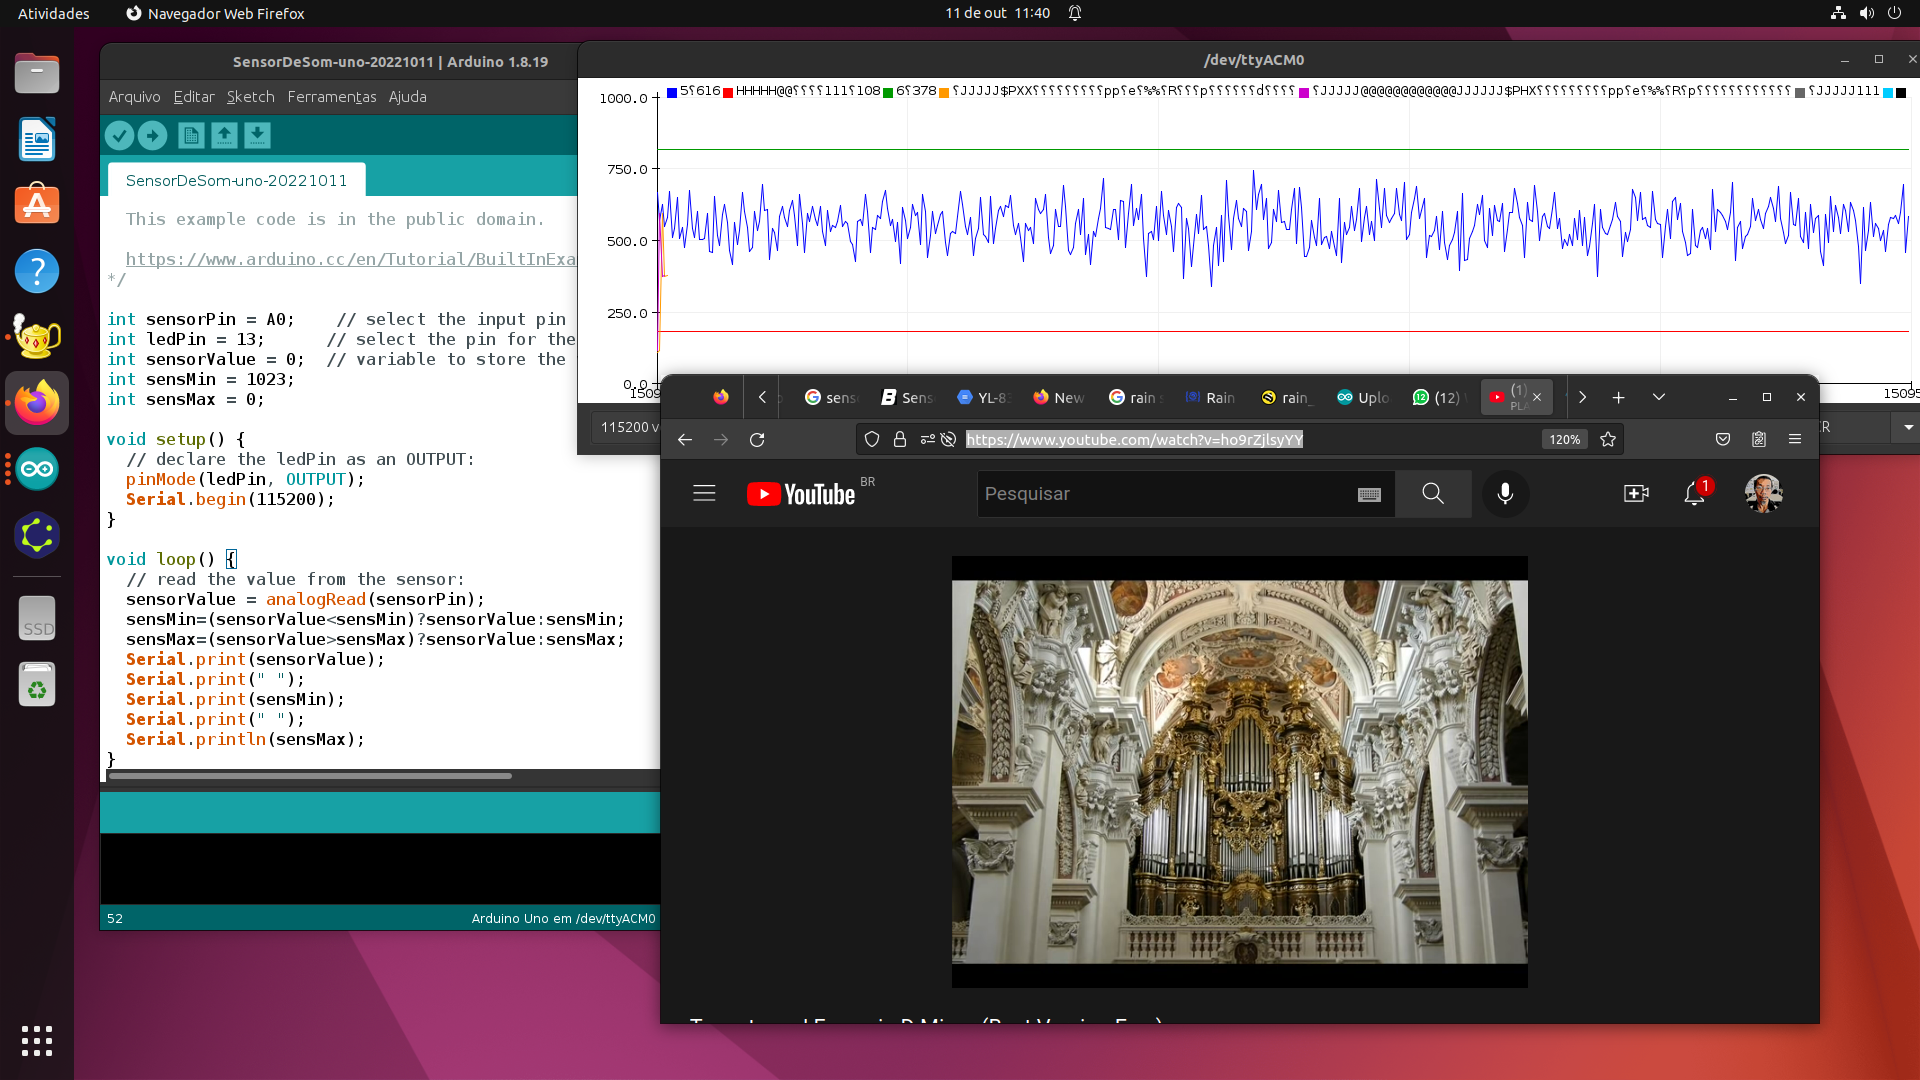 Atividades
Navegador Web Firefox
11 de out 11:40
SensorDeSom-uno-20221011 | Arduino 1.8.19
Arquivo Editar Sketch Ferramentas Ajuda
SensorDeSom-uno-20221011
This example code is in the public domain.
https://www.arduino.cc/en/Tutorial/BuiltInExa
*/
int sensorPin = A0; // select the input pin
int ledPin = 13; // select the pin for the
int sensorValue = 0; // variable to store the
int sensMin = 1023;
int sensMax = 0;
void setup() {
// declare the ledPin as an OUTPUT:
pinMode(ledPin, OUTPUT);
Serial.begin(115200);
}
void loop() {
// read the value from the sensor:
sensorValue = analogRead(sensorPin);
sensMin=(sensorValue<sensMin)?sensorValue:sensMin;
sensMax=(sensorValue>sensMax)?sensorValue:sensMax;
Serial.print(sensorValue);
Serial.print(" ");
Serial.print(sensMin);
Serial.print(" ");
Serial.println(sensMax);
}
52
Arduino Uno em /dev/ttyACM0
SSD
/dev/ttyACM0
1000.0
750.0
500.0
250.0
0.0
1509
15095
115200 v
CR
sens
Sens
YL-83
New
rain s
Rain
rain_
Uplo
(12)
(1)
PLA
https://www.youtube.com/watch?v=ho9rZjlsyYY
120%
YouTube BR
Pesquisar
1